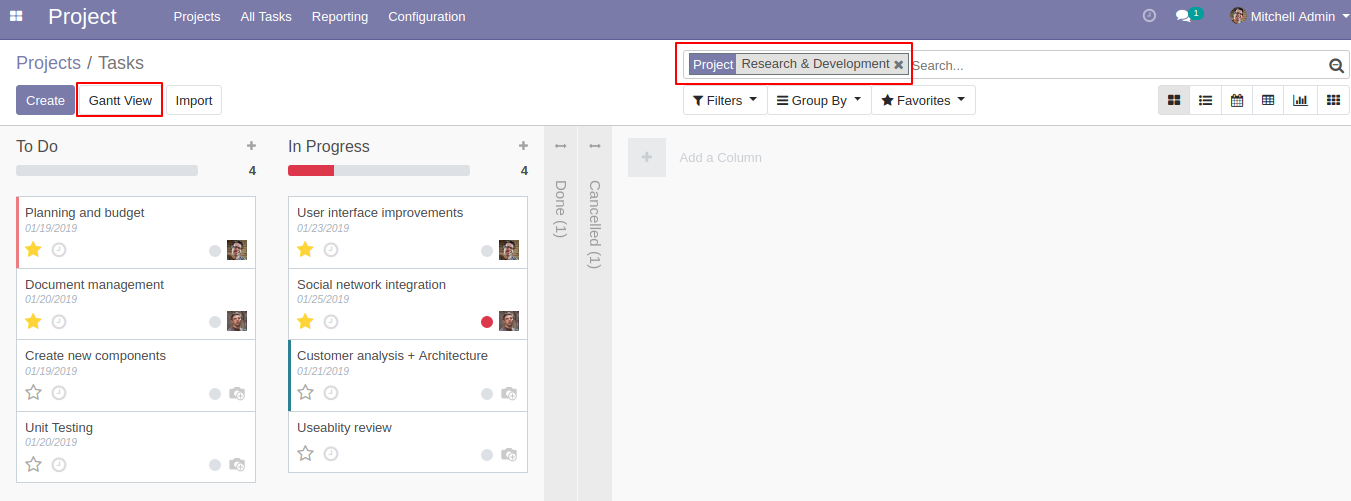 Project
Projects
All Tasks
Reporting
Configuration
1
Mitchell Admin
Projects / Tasks
Project Research & Development ✖ Search...
Create
Gantt View
Import
Filters
Group By
Favorites
To Do
4
Planning and budget
01/19/2019
Document management
01/20/2019
Create new components
01/19/2019
Unit Testing
01/20/2019
In Progress
4
User interface improvements
01/23/2019
Social network integration
01/25/2019
Customer analysis + Architecture
01/21/2019
Useablity review
Done (1)
Cancelled (1)
Add a Column